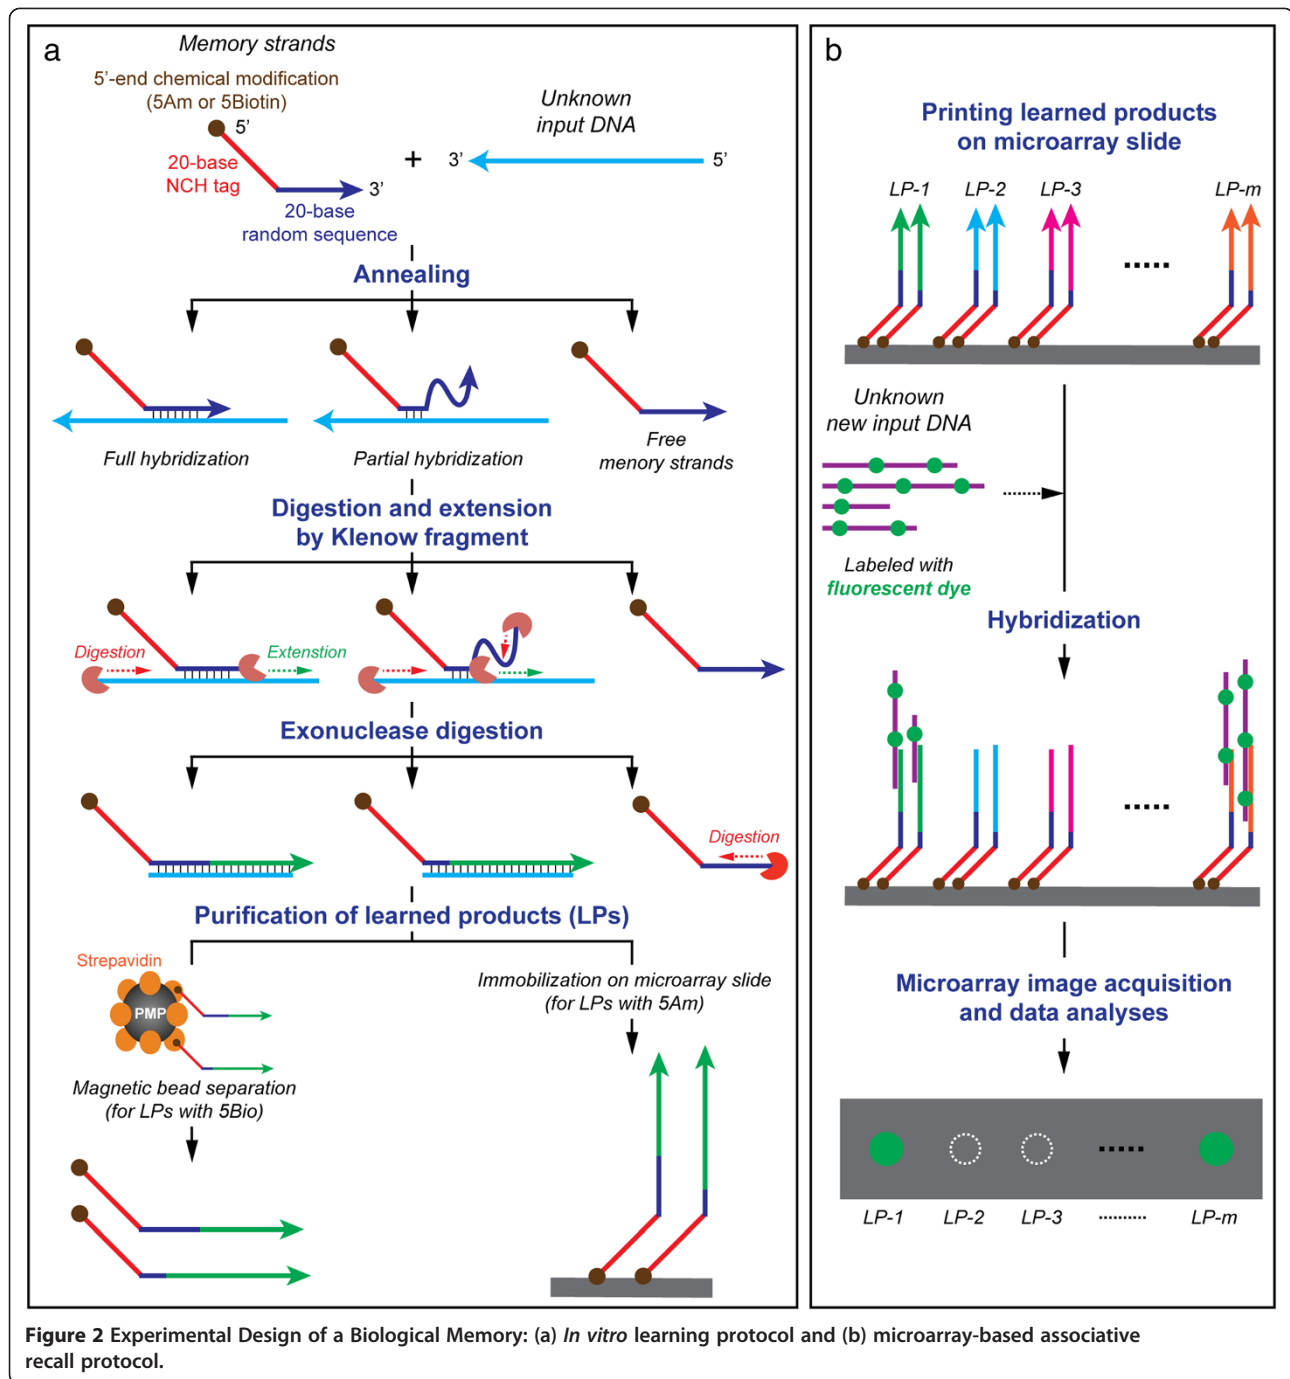 a
Memory strands
5’-end chemical modification
(5Am or 5Biotin)
5’
20-base
NCH tag
3’
20-base
random sequence
+
Unknown
input DNA
3’
5’
Annealing
Full hybridization
Partial hybridization
Free
menory strands
Digestion and extension
by Klenow fragment
Digestion
Extenstion
Exonuclease digestion
Digestion
Purification of learned products (LPs)
Strepavidin
PMP
Magnetic bead separation
(for LPs with 5Bio)
Immobilization on microarray slide
(for LPs with 5Am)
b
Printing learned products
on microarray slide
LP-1 LP-2 LP-3 LP-m
Unknown
new input DNA
Labeled with
fluorescent dye
Hybridization
Microarray image acquisition
and data analyses
LP-1 LP-2 LP-3 LP-m
Figure 2 Experimental Design of a Biological Memory: (a) In vitro learning protocol and (b) microarray-based associative
recall protocol.